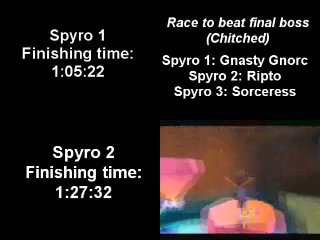 Spyro 1
Finishing time:
1:05:22
Race to beat final boss
(Chitched)
Spyro 1: Gnasty Gnorc
Spyro 2: Ripto
Spyro 3: Sorceress
Spyro 2
Finishing time:
1:27:32